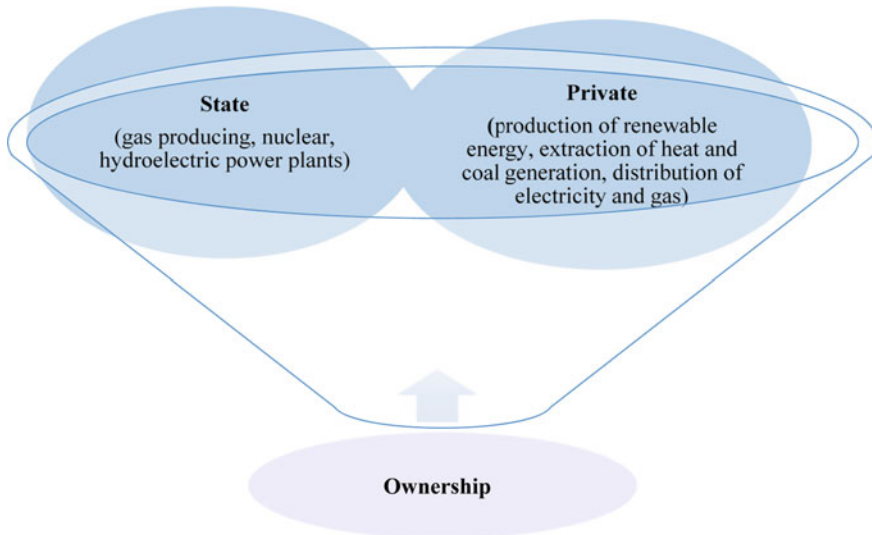 State
(gas producing, nuclear,
hydroelectric power plants)
Private
(production of renewable
energy, extraction of heat and
coal generation, distribution of
electricity and gas)
Ownership